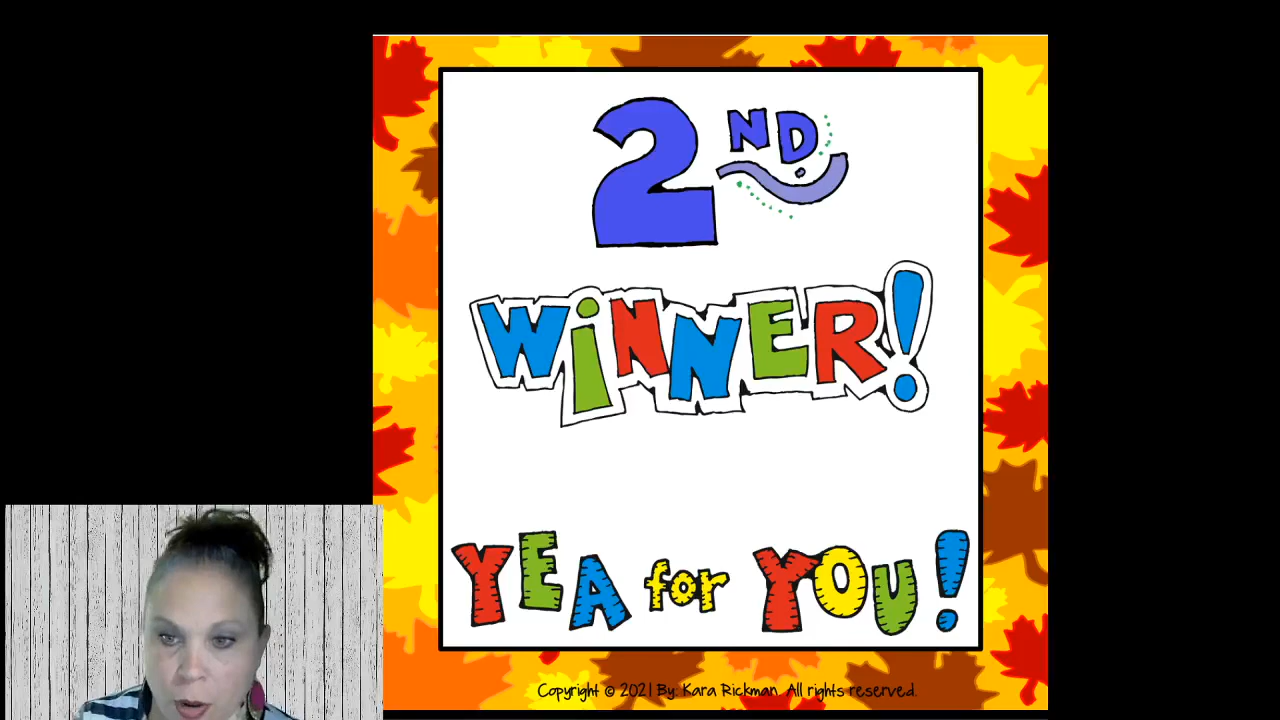 2ND
WiNNER!
YEA for YOU!
Copyright © 2021 By: Kara Rickman. All rights reserved.